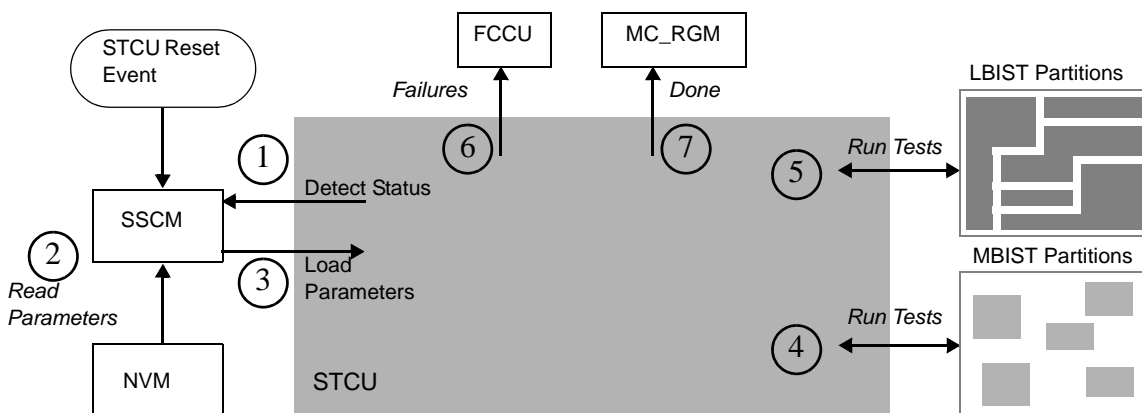 STCU Reset
Event
FCCU
MC_RGM
LBIST Partitions
Failures
Done
6
7
1
5
Run Tests
Detect Status
SSCM
2
3
Load
Parameters
Read
Parameters
MBIST Partitions
4
Run Tests
NVM
STCU